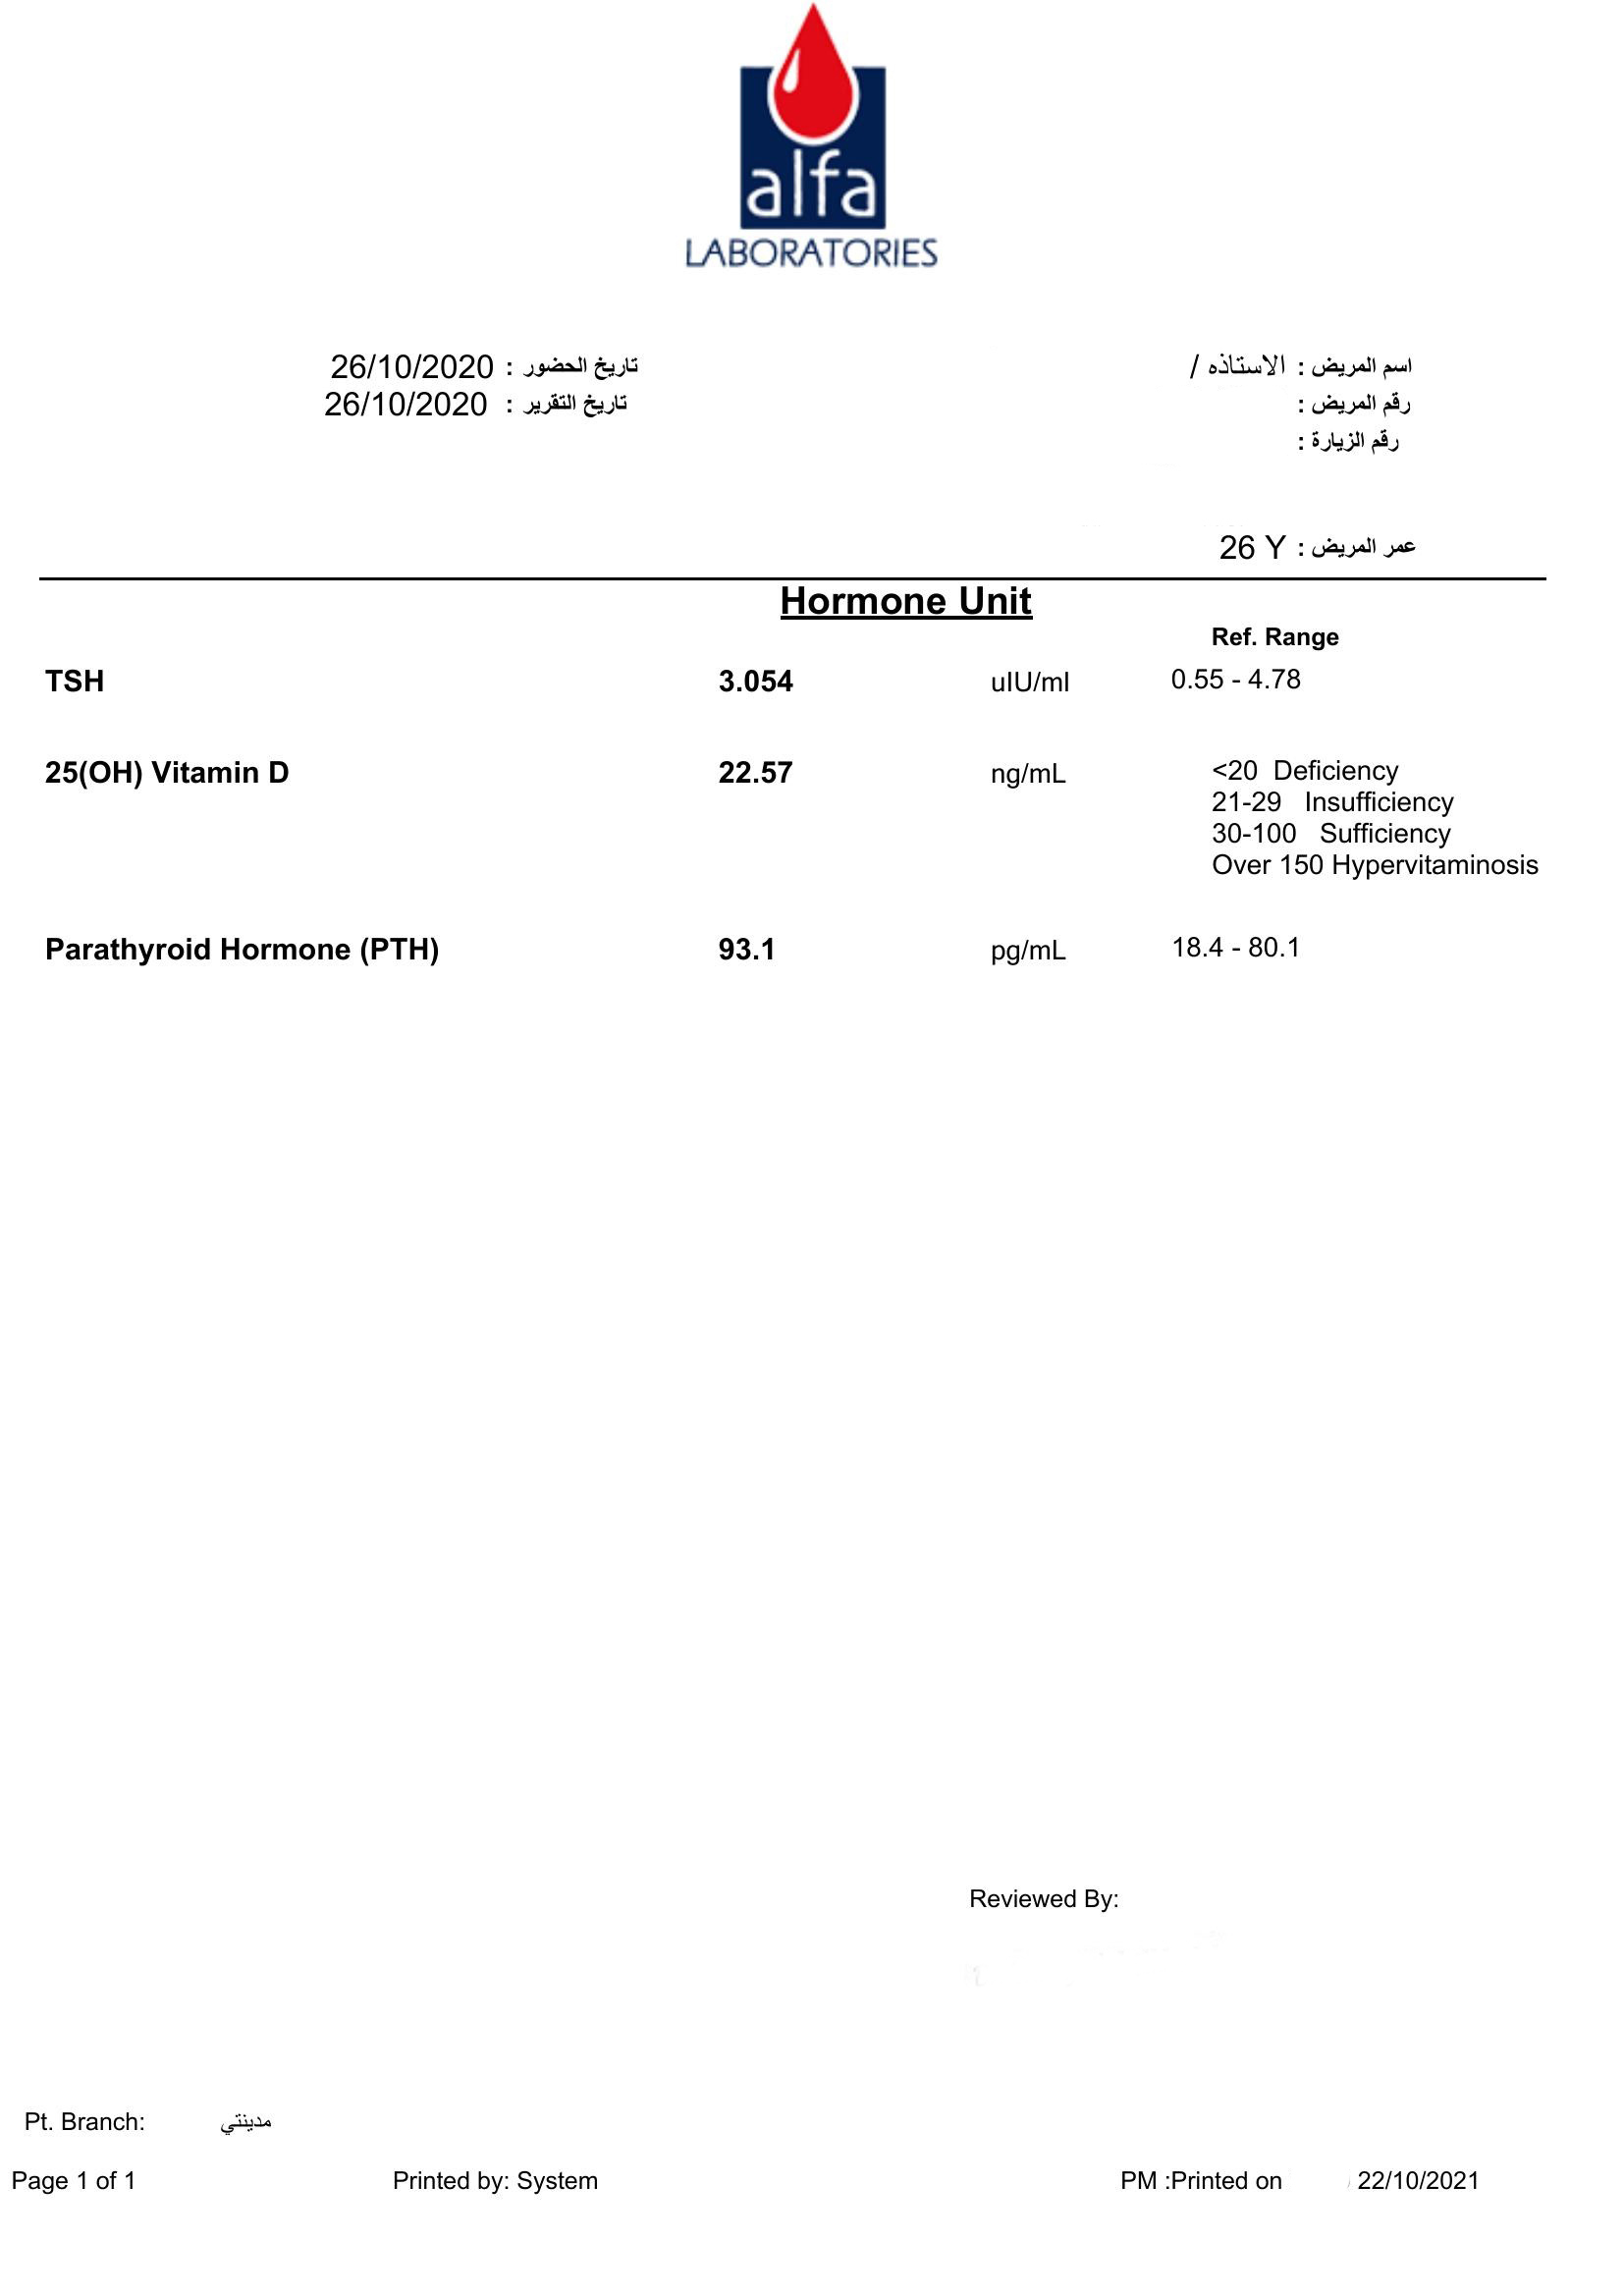 alfa
LABORATORIES
اسم المريض : الاستاذه / تاريخ الحضور : 26/10/2020
رقم المريض : تاريخ التقرير : 26/10/2020
رقم الزيارة :
عمر المريض : 26 Y
Hormone Unit
Ref. Range
TSH 3.054 uIU/ml 0.55 - 4.78
25(OH) Vitamin D 22.57 ng/mL <20 Deficiency
21-29 Insufficiency
30-100 Sufficiency
Over 150 Hypervitaminosis
Parathyroid Hormone (PTH) 93.1 pg/mL 18.4 - 80.1
Reviewed By:
Pt. Branch: مدينتي
Page 1 of 1 Printed by: System PM :Printed on 22/10/2021